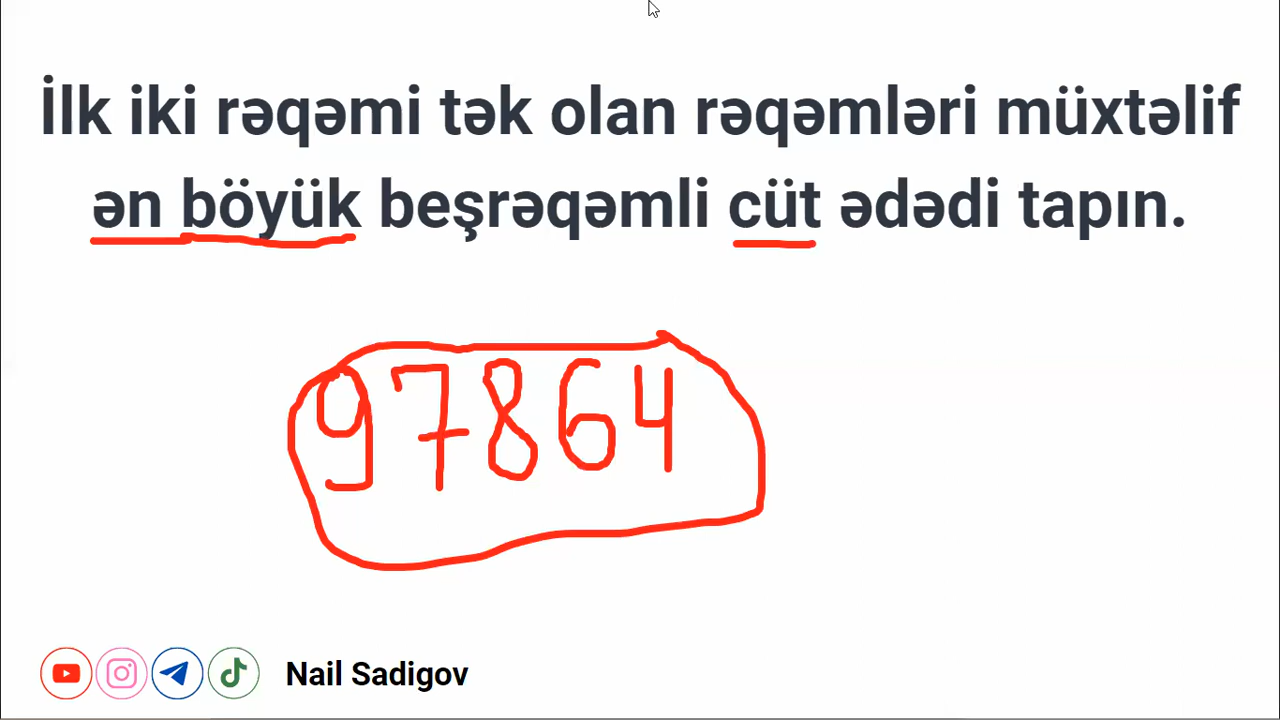 İlk iki rəqəmi tək olan rəqəmləri müxtəlif
ən böyük beşrəqəmli cüt ədədi tapın.
97864
Nail Sadigov